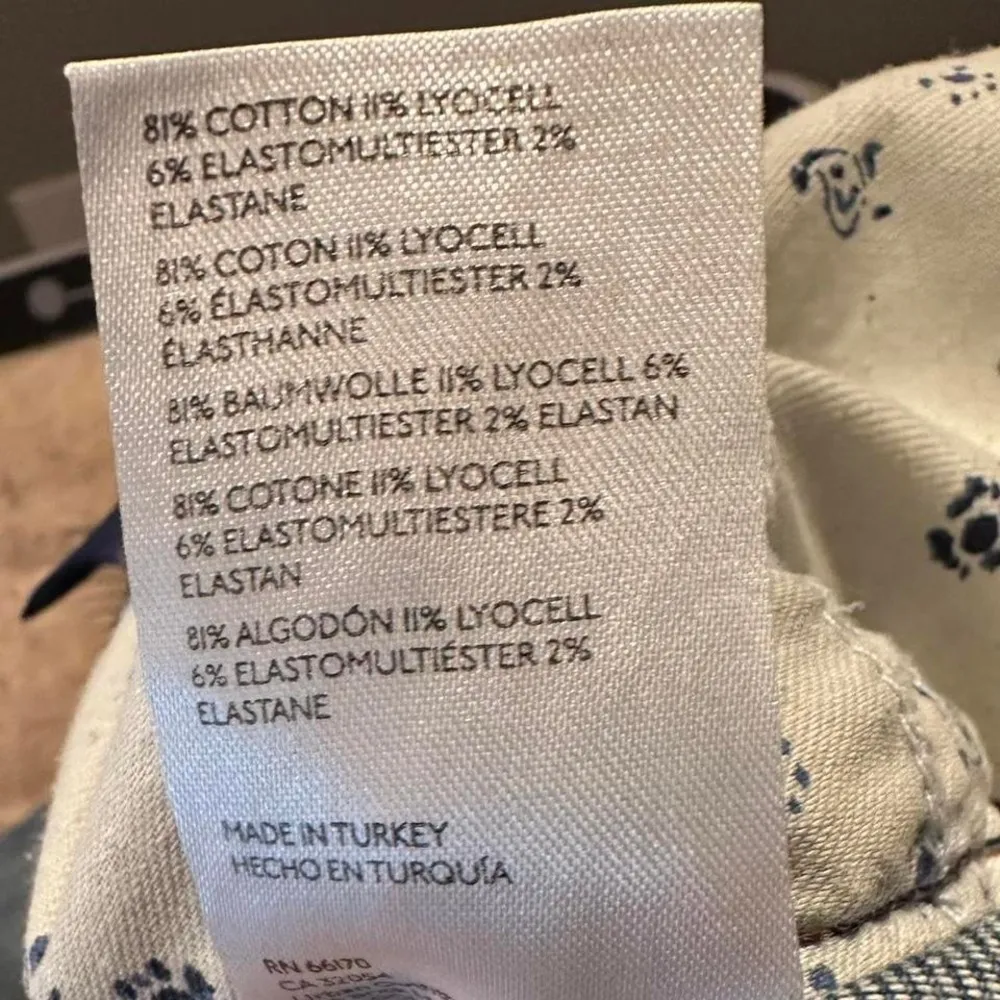 81% COTTON 11% LYOCELL
6% ELASTOMULTIESTER 2%
ELASTANE
81% COTON 11% LYOCELL
6% ÉLASTOMULTIESTER 2%
ÉLASTHANNE
81% BAUMWOLLE 11% LYOCELL 6%
ELASTOMULTIESTER 2% ELASTAN
81% COTONE 11% LYOCELL
6% ELASTOMULTIESTERE 2%
ELASTAN
81% ALGODÓN 11% LYOCELL
6% ELASTOMULTIÉSTER 2%
ELASTANE
MADE IN TURKEY
HECHO EN TURQUÍA
RN 66170
CA 32054